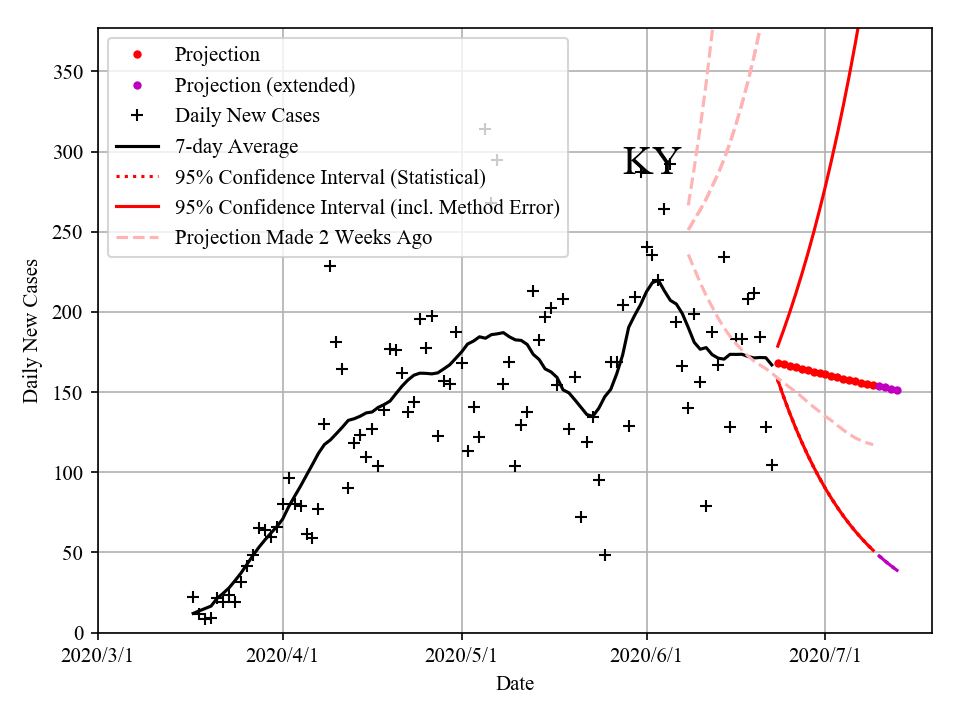 350
300
250
200
150
100
50
0
Daily New Cases
Projection
Projection (extended)
Daily New Cases
7-day Average
95% Confidence Interval (Statistical)
95% Confidence Interval (incl. Method Error)
Projection Made 2 Weeks Ago
KY
2020/3/1 2020/4/1 2020/5/1 2020/6/1 2020/7/1
Date